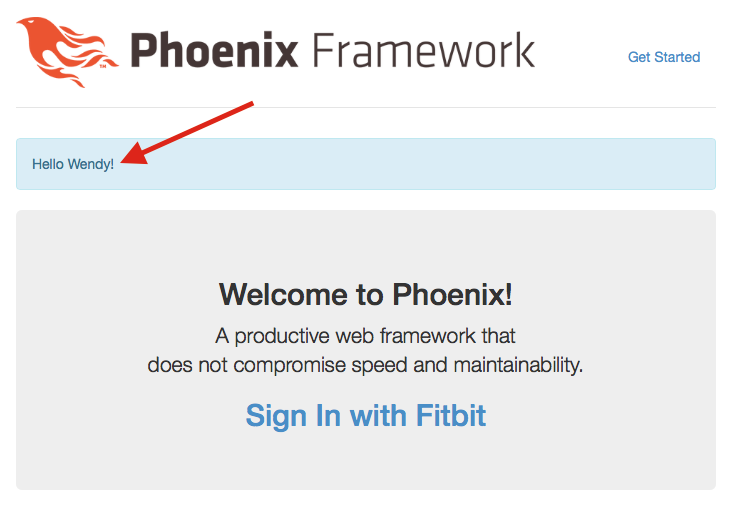 Phoenix Framework
TM
Get Started
Hello Wendy!
Welcome to Phoenix!
A productive web framework that
does not compromise speed and maintainability.
Sign In with Fitbit